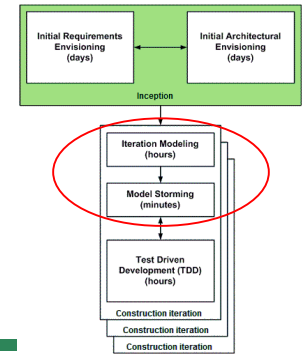 Initial Requirements
Envisioning
(days)
Initial Architectural
Envisioning
(days)
Inception
Iteration Modeling
(hours)
Model Storming
(minutes)
Test Driven
Development (TDD)
(hours)
Construction iteration
Construction iteration
Construction iteration